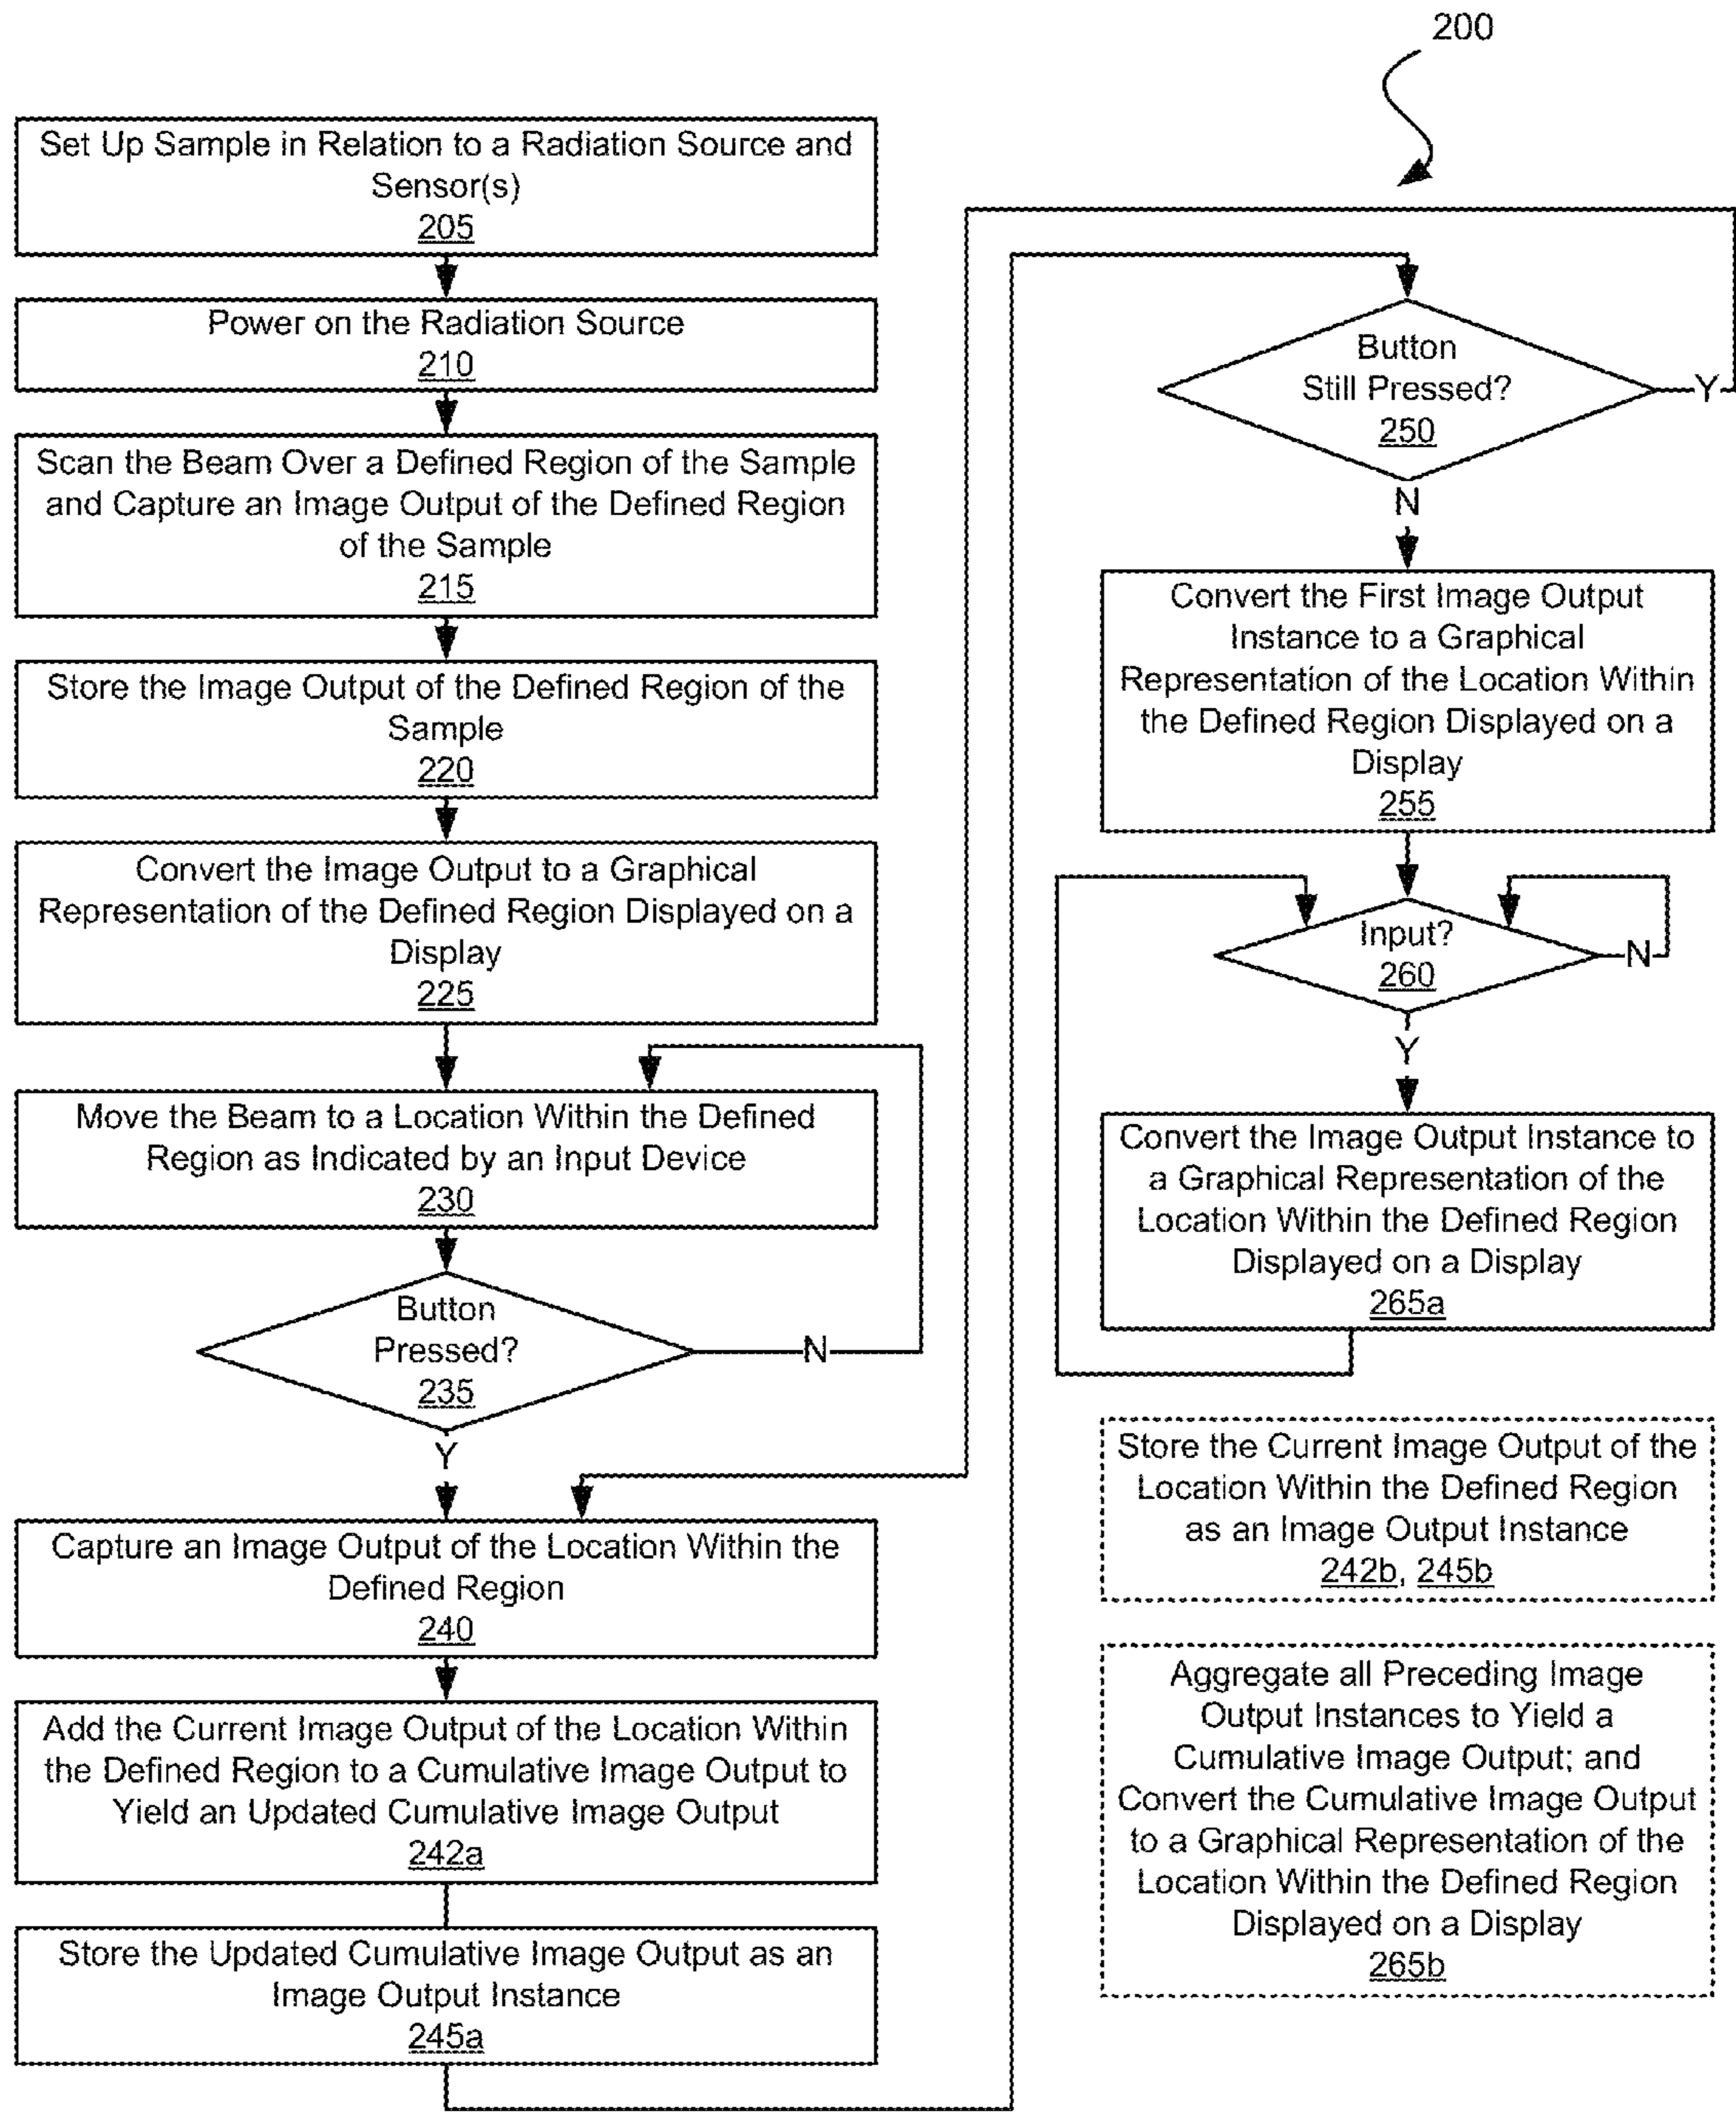 200
Set Up Sample in Relation to a Radiation Source and
Sensor(s)
205
Power on the Radiation Source
210
Scan the Beam Over a Defined Region of the Sample
and Capture an Image Output of the Defined Region
of the Sample
215
Store the Image Output of the Defined Region of the
Sample
220
Convert the Image Output to a Graphical
Representation of the Defined Region Displayed on a
Display
225
Move the Beam to a Location Within the Defined
Region as Indicated by an Input Device
230
Button
Pressed?
235
N
Y
Capture an Image Output of the Location Within the
Defined Region
240
Add the Current Image Output of the Location Within
the Defined Region to a Cumulative Image Output to
Yield an Updated Cumulative Image Output
242a
Store the Updated Cumulative Image Output as an
Image Output Instance
245a
Button
Still Pressed?
250
Y
N
Convert the First Image Output
Instance to a Graphical
Representation of the Location Within
the Defined Region Displayed on a
Display
255
Input?
260
N
Y
Convert the Image Output Instance to
a Graphical Representation of the
Location Within the Defined Region
Displayed on a Display
265a
Store the Current Image Output of the
Location Within the Defined Region
as an Image Output Instance
242b, 245b
Aggregate all Preceding Image
Output Instances to Yield a
Cumulative Image Output; and
Convert the Cumulative Image Output
to a Graphical Representation of the
Location Within the Defined Region
Displayed on a Display
265b